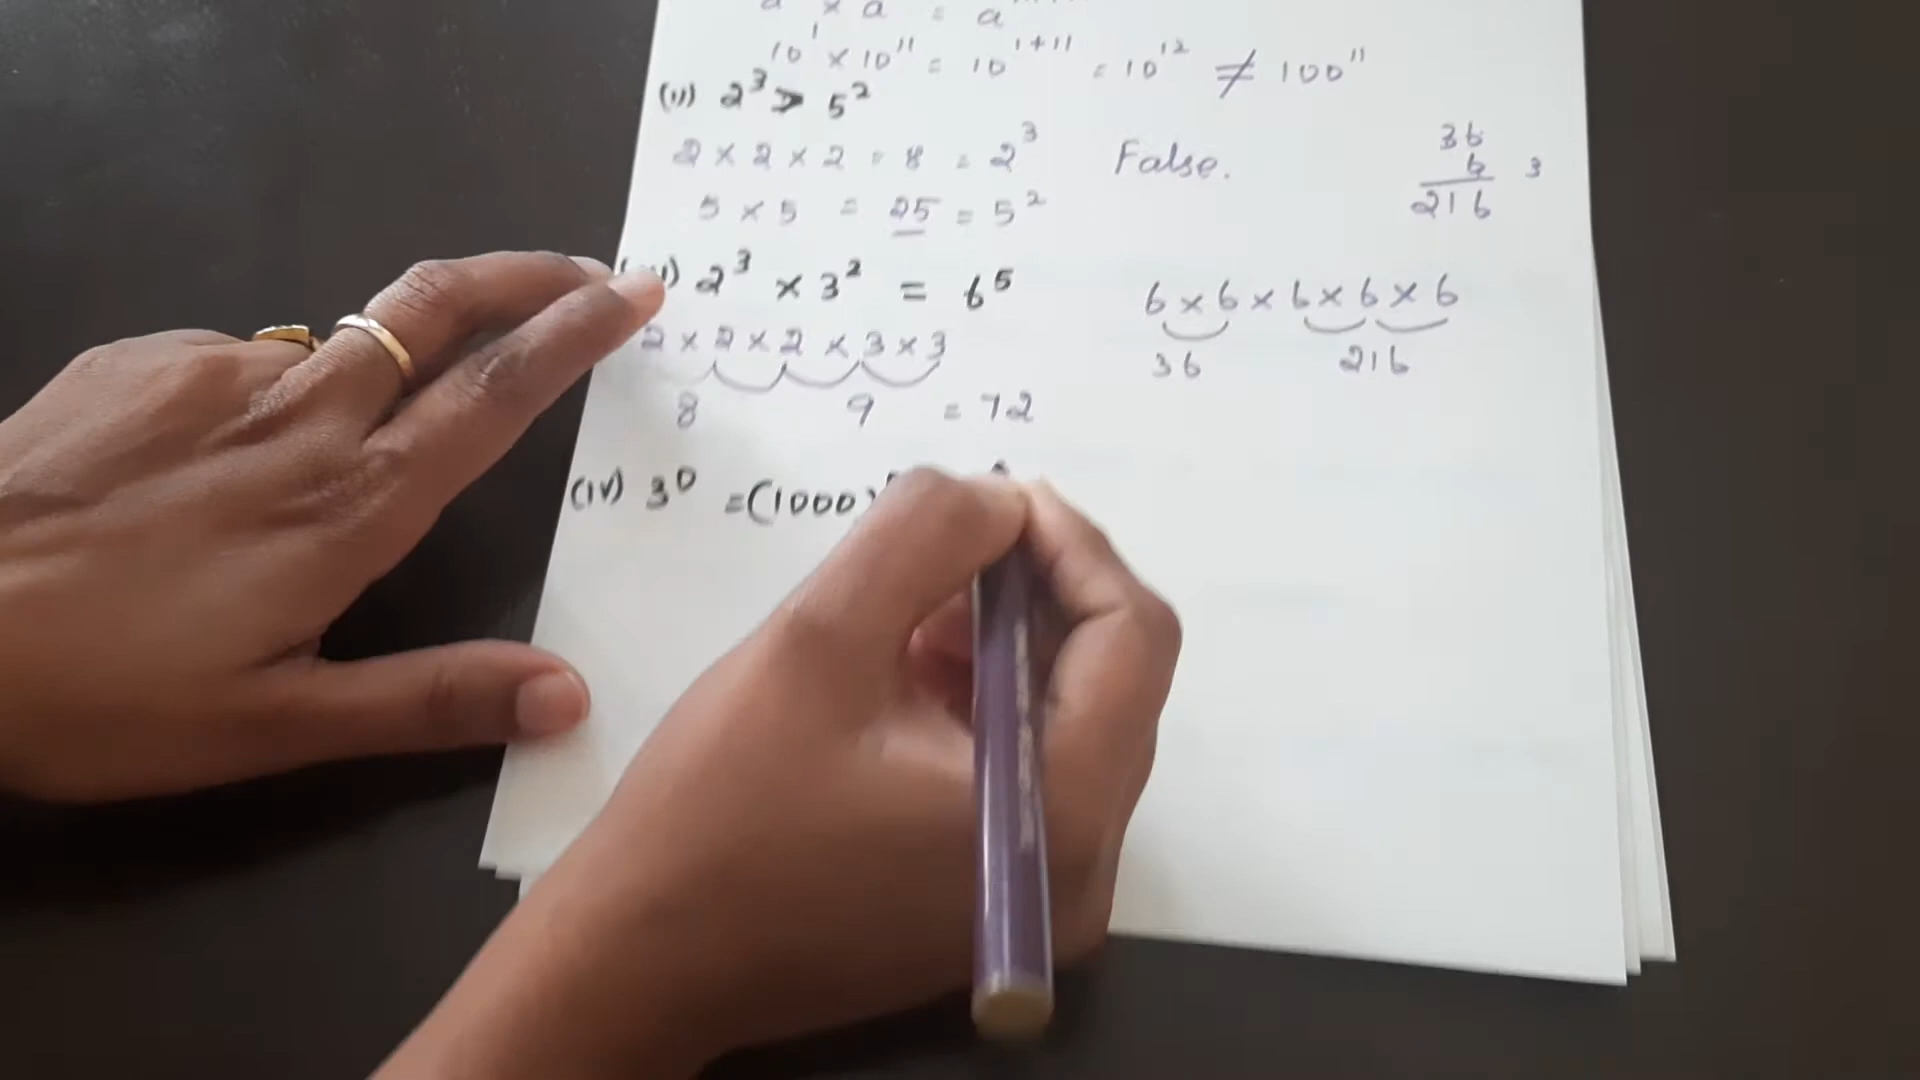 a × a = a
10¹ × 10¹¹ = 10¹⁺¹¹ = 10¹² ≠ 100¹¹
(ii) 2³ > 5²
2 × 2 × 2 = 8 = 2³ False.
5 × 5 = 25 = 5²
36
6 3
216
2³ × 3² = 6⁵
6 × 6 × 6 × 6 × 6
36 216
2 × 2 × 2 × 3 × 3
8 9 = 72
(iv) 3⁰ = (1000)